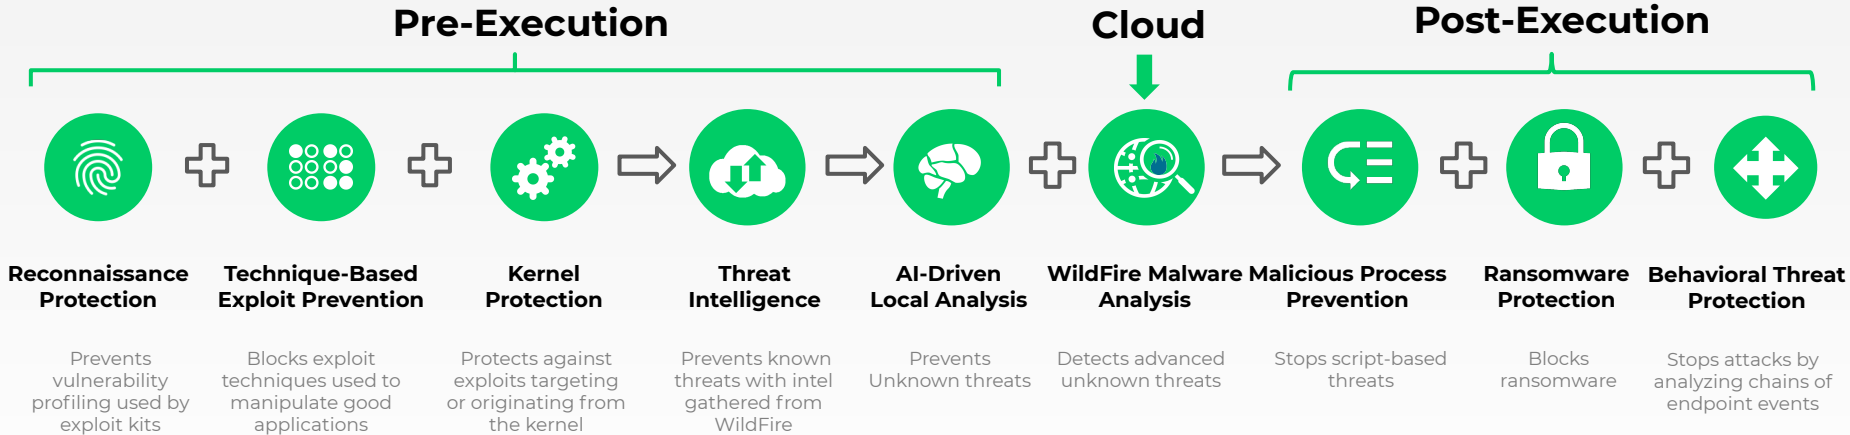 Pre-Execution
Cloud
Post-Execution
Reconnaissance
Protection
Prevents
vulnerability
profiling used by
exploit kits
Technique-Based
Exploit Prevention
Blocks exploit
techniques used to
manipulate good
applications
Kernel
Protection
Protects against
exploits targeting
or originating from
the kernel
Threat
Intelligence
Prevents known
threats with intel
gathered from
WildFire
AI-Driven
Local Analysis
Prevents
Unknown threats
WildFire Malware
Analysis
Detects advanced
unknown threats
Malicious Process
Prevention
Stops script-based
threats
Ransomware
Protection
Blocks
ransomware
Behavioral Threat
Protection
Stops attacks by
analyzing chains of
endpoint events